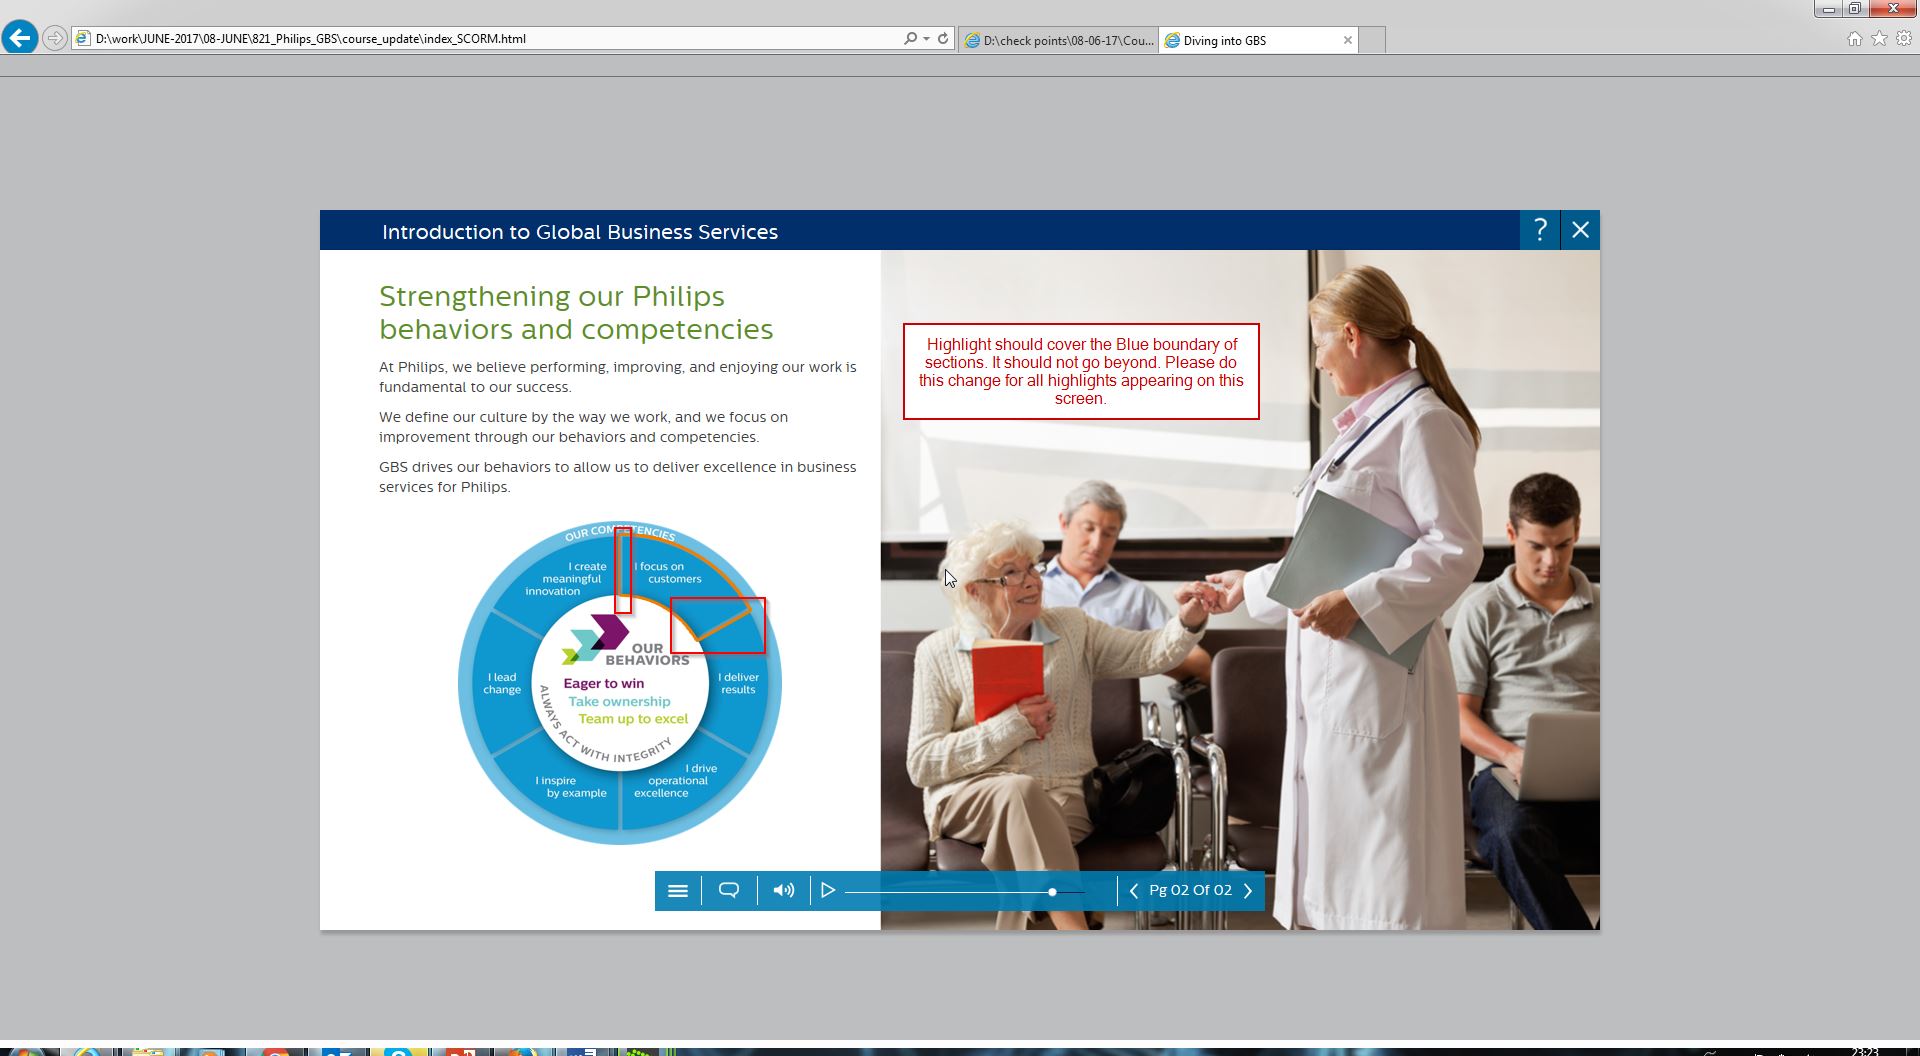 D:\work\JUNE-2017\08-JUNE\821_Philips_GBS\course_update\index_SCORM.html
D:\check points\08-06-17\Cou...
Diving into GBS
Introduction to Global Business Services
?
Strengthening our Philips
behaviors and competencies
At Philips, we believe performing, improving, and enjoying our work is
fundamental to our success.
We define our culture by the way we work, and we focus on
improvement through our behaviors and competencies.
GBS drives our behaviors to allow us to deliver excellence in business
services for Philips.
Highlight should cover the Blue boundary of
sections. It should not go beyond. Please do
this change for all highlights appearing on this
screen.
OUR COMPETENCIES
I create
meaningful
innovation
I focus on
customers
OUR
BEHAVIORS
I lead
change
Eager to win
Take ownership
Team up to excel
I deliver
results
ALWAYS ACT WITH INTEGRITY
I inspire
by example
I drive
operational
excellence
Pg 02 Of 02
23:23